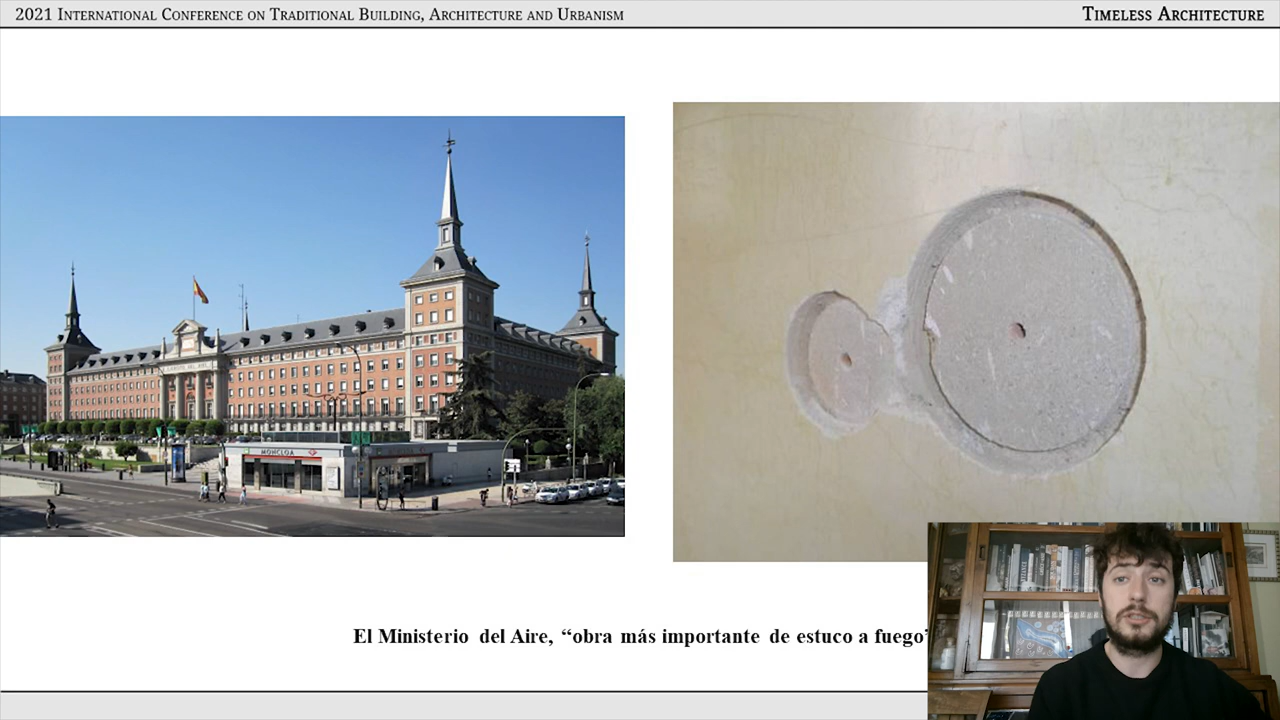 2021 International Conference on Traditional Building, Architecture and Urbanism
Timeless Architecture
MONCLOA
El Ministerio del Aire, “obra más importante de estuco a fuego”